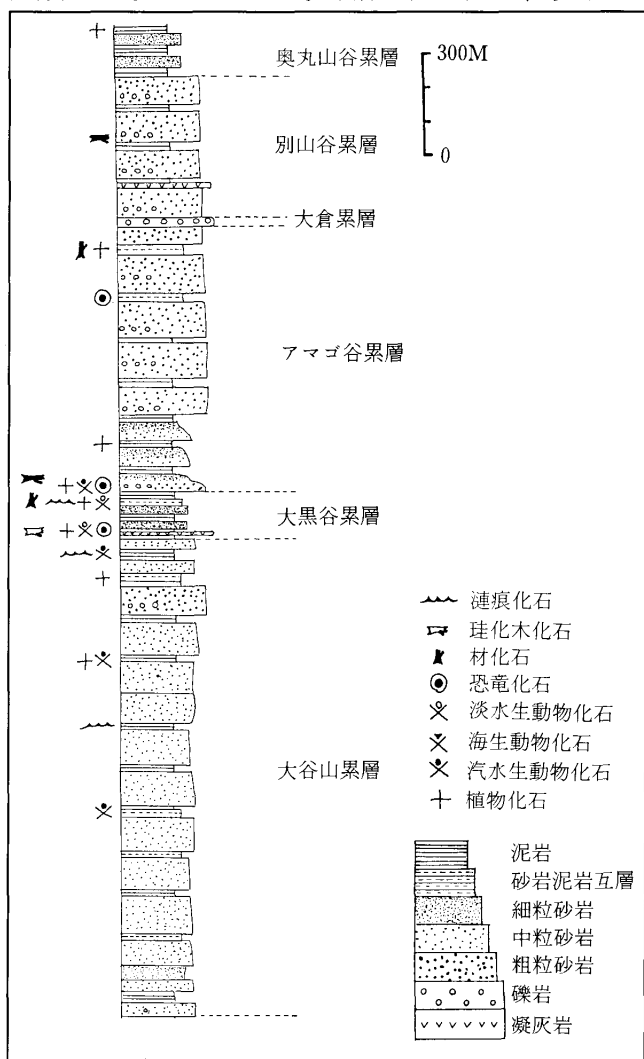 奥丸山谷累層
300M
0
別山谷累層
大倉累層
アマゴ谷累層
大黒谷累層
大谷山累層
漣痕化石
珪化木化石
材化石
恐竜化石
淡水生動物化石
海生動物化石
汽水生動物化石
植物化石
泥岩
砂岩泥岩互層
細粒砂岩
中粒砂岩
粗粒砂岩
礫岩
凝灰岩